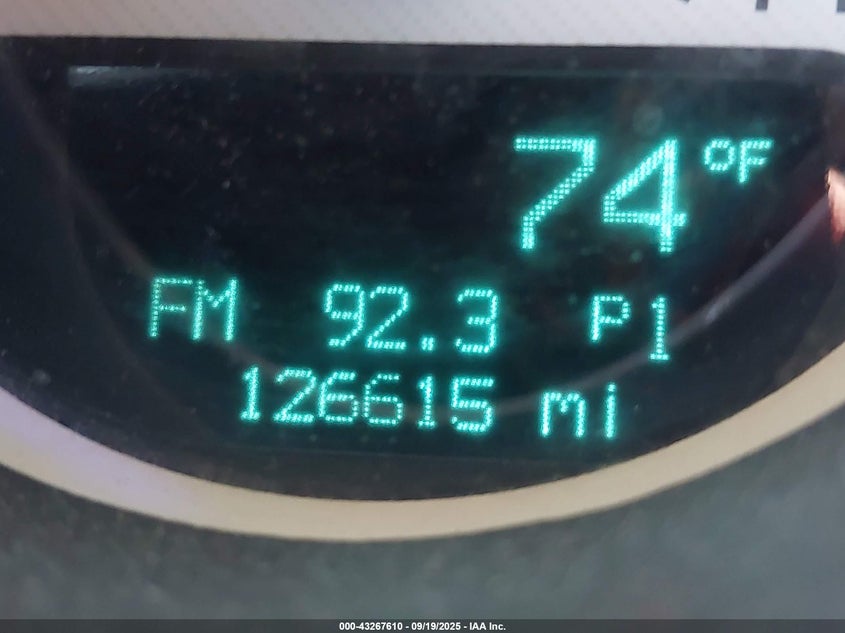 74°F
FM 92.3 P1
126615 mi
000-43267610 - 09/19/2025 - IAA Inc.